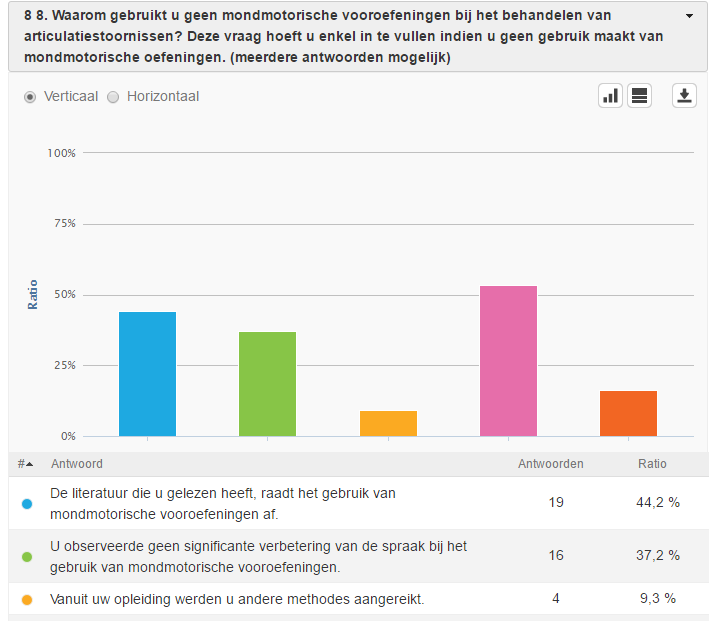 8 8. Waarom gebruikt u geen mondmotorische vooroefeningen bij het behandelen van
articulatiestoornissen? Deze vraag hoeft u enkel in te vullen indien u geen gebruik maakt van
mondmotorische oefeningen. (meerdere antwoorden mogelijk)
Verticaal Horizontaal
100%
75%
50%
25%
0%
Ratio
# Antwoord Antwoorden Ratio
De literatuur die u gelezen heeft, raadt het gebruik van
mondmotorische vooroefeningen af.
19 44,2 %
U observeerde geen significante verbetering van de spraak bij het
gebruik van mondmotorische vooroefeningen.
16 37,2 %
Vanuit uw opleiding werden u andere methodes aangereikt. 4 9,3 %